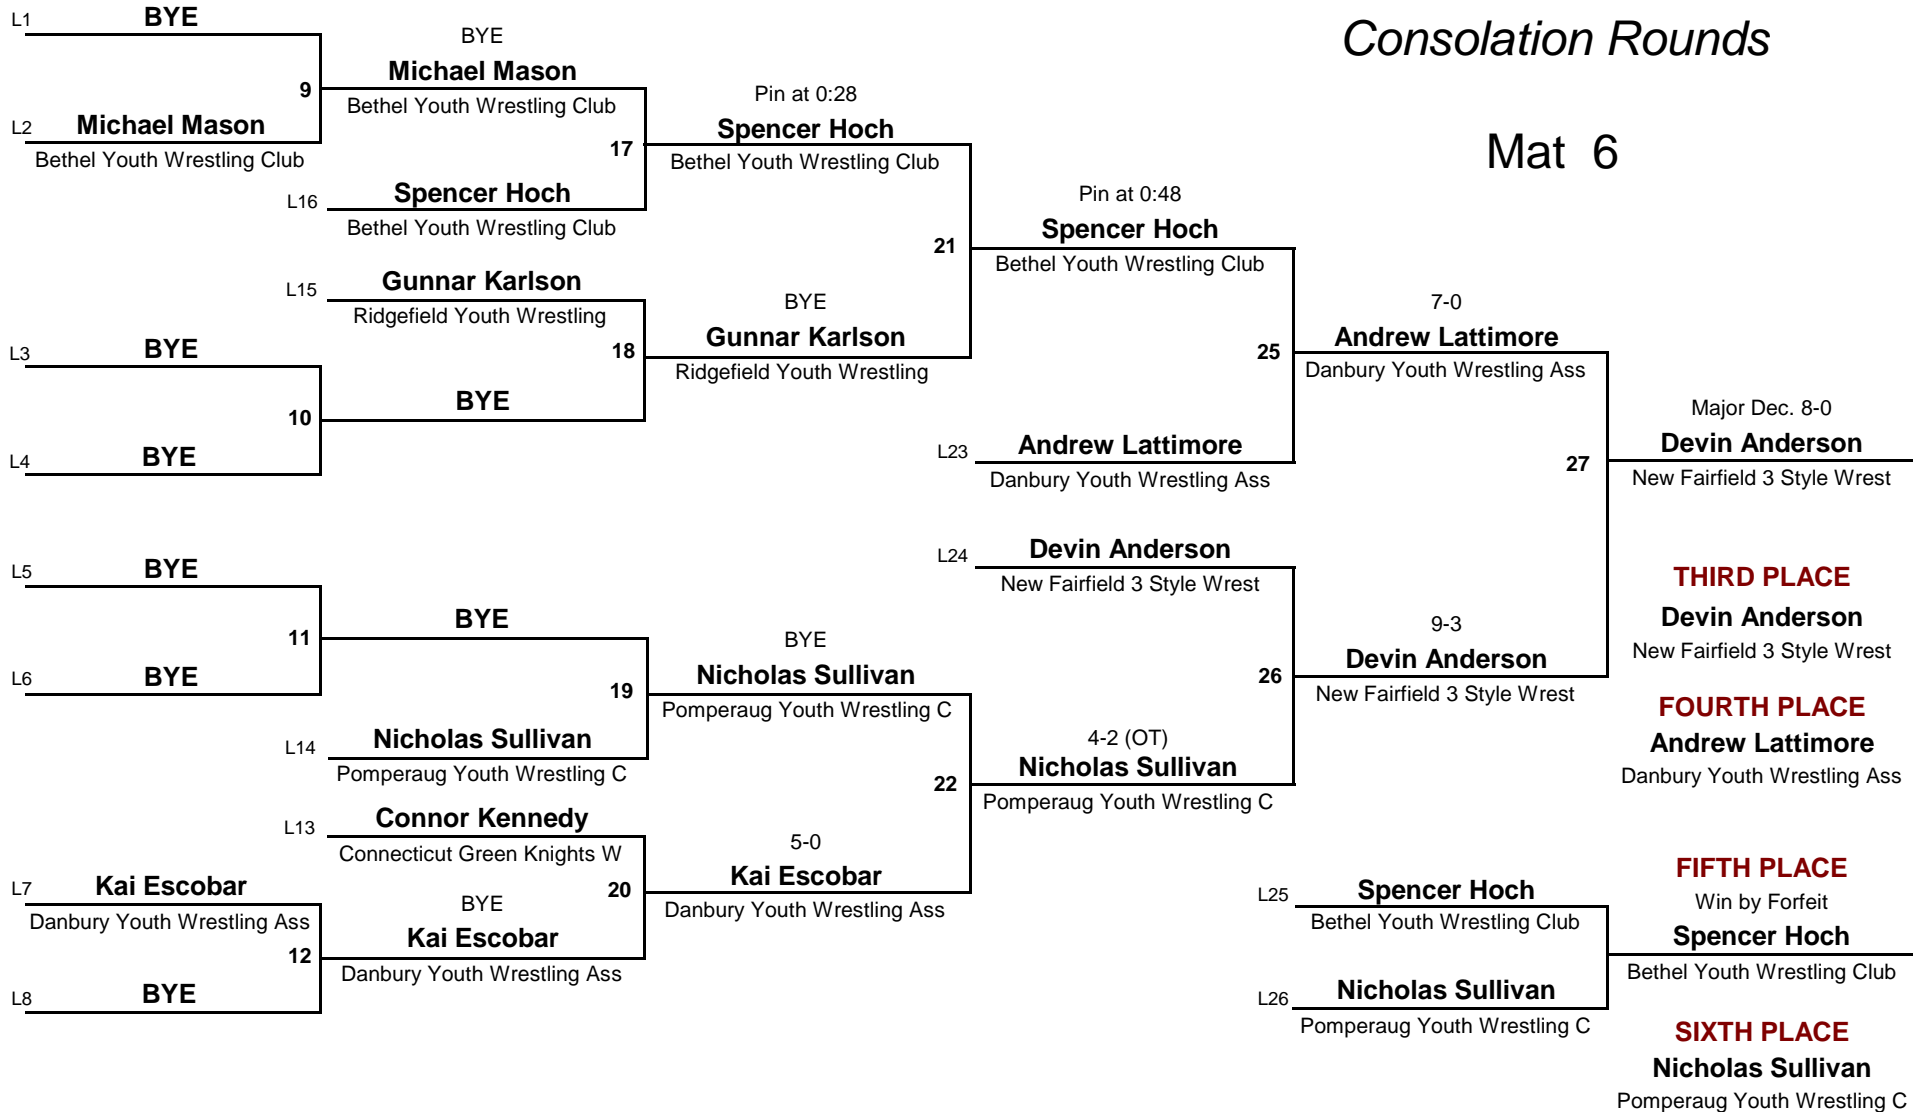 Consolation Rounds
Mat 6
L1 BYE
9
L2 Michael Mason
Bethel Youth Wrestling Club
BYE
Michael Mason
Bethel Youth Wrestling Club
17
L16 Spencer Hoch
Bethel Youth Wrestling Club
Pin at 0:28
Spencer Hoch
Bethel Youth Wrestling Club
L15 Gunnar Karlson
Ridgefield Youth Wrestling
18
L3 BYE
10
L4 BYE
BYE
BYE
Gunnar Karlson
Ridgefield Youth Wrestling
21
Pin at 0:48
Spencer Hoch
Bethel Youth Wrestling Club
25
L23 Andrew Lattimore
Danbury Youth Wrestling Ass
7-0
Andrew Lattimore
Danbury Youth Wrestling Ass
27
Major Dec. 8-0
Devin Anderson
New Fairfield 3 Style Wrest
L5 BYE
11
L6 BYE
BYE
19
L14 Nicholas Sullivan
Pomperaug Youth Wrestling C
BYE
Nicholas Sullivan
Pomperaug Youth Wrestling C
L13 Connor Kennedy
Connecticut Green Knights W
20
L7 Kai Escobar
Danbury Youth Wrestling Ass
12
L8 BYE
BYE
Kai Escobar
Danbury Youth Wrestling Ass
5-0
Kai Escobar
Danbury Youth Wrestling Ass
22
L24 Devin Anderson
New Fairfield 3 Style Wrest
26
4-2 (OT)
Nicholas Sullivan
Pomperaug Youth Wrestling C
9-3
Devin Anderson
New Fairfield 3 Style Wrest
THIRD PLACE
Devin Anderson
New Fairfield 3 Style Wrest
FOURTH PLACE
Andrew Lattimore
Danbury Youth Wrestling Ass
L25 Spencer Hoch
Bethel Youth Wrestling Club
L26 Nicholas Sullivan
Pomperaug Youth Wrestling C
FIFTH PLACE
Win by Forfeit
Spencer Hoch
Bethel Youth Wrestling Club
SIXTH PLACE
Nicholas Sullivan
Pomperaug Youth Wrestling C